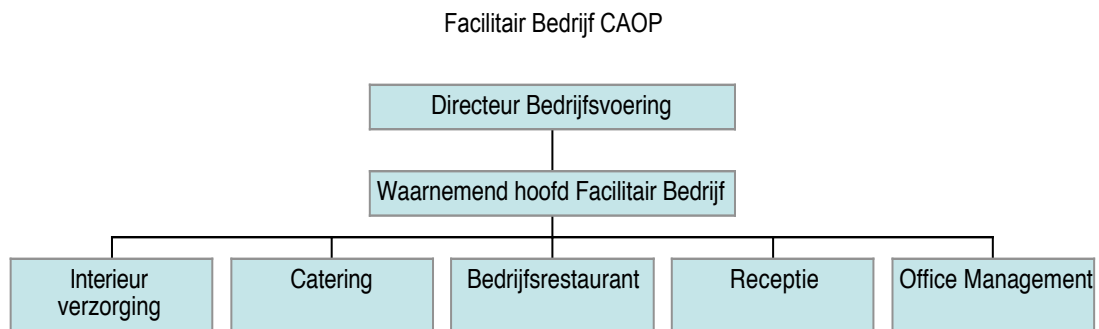 Facilitair Bedrijf CAOP
Directeur Bedrijfsvoering
Waarnemend hoofd Facilitair Bedrijf
Interieur
verzorging
Catering
Bedrijfsrestaurant
Receptie
Office Management